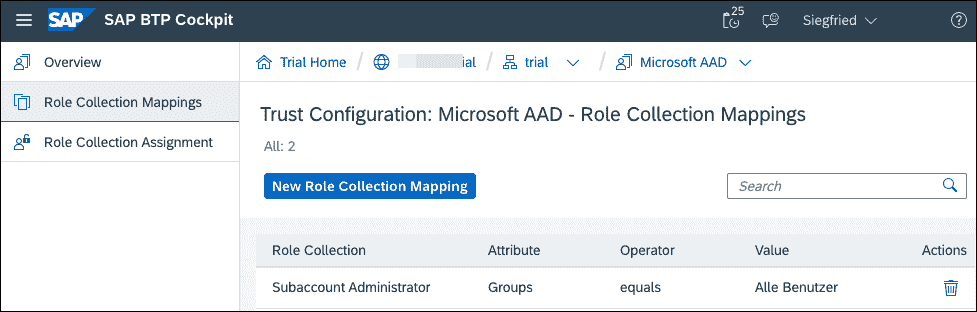 SAP SAP BTP Cockpit 25 Siegfried
Overview
Trial Home / ial / trial / Microsoft AAD
Role Collection Mappings
Trust Configuration: Microsoft AAD - Role Collection Mappings
Role Collection Assignment
All: 2
New Role Collection Mapping Search
Role Collection Attribute Operator Value Actions
Subaccount Administrator Groups equals Alle Benutzer